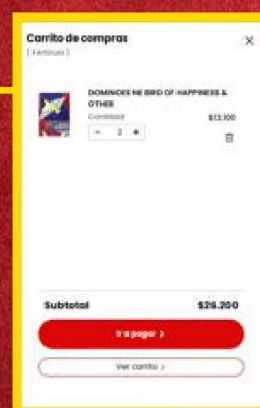 Carrito de compras
(1 Artículo)
DOMINOES NE BIRD OF HAPPINESS &
OTHER
Cantidad
$13.100
- 2 +
Subtotal
$26.200
Ir a pagar >
Ver carrito >